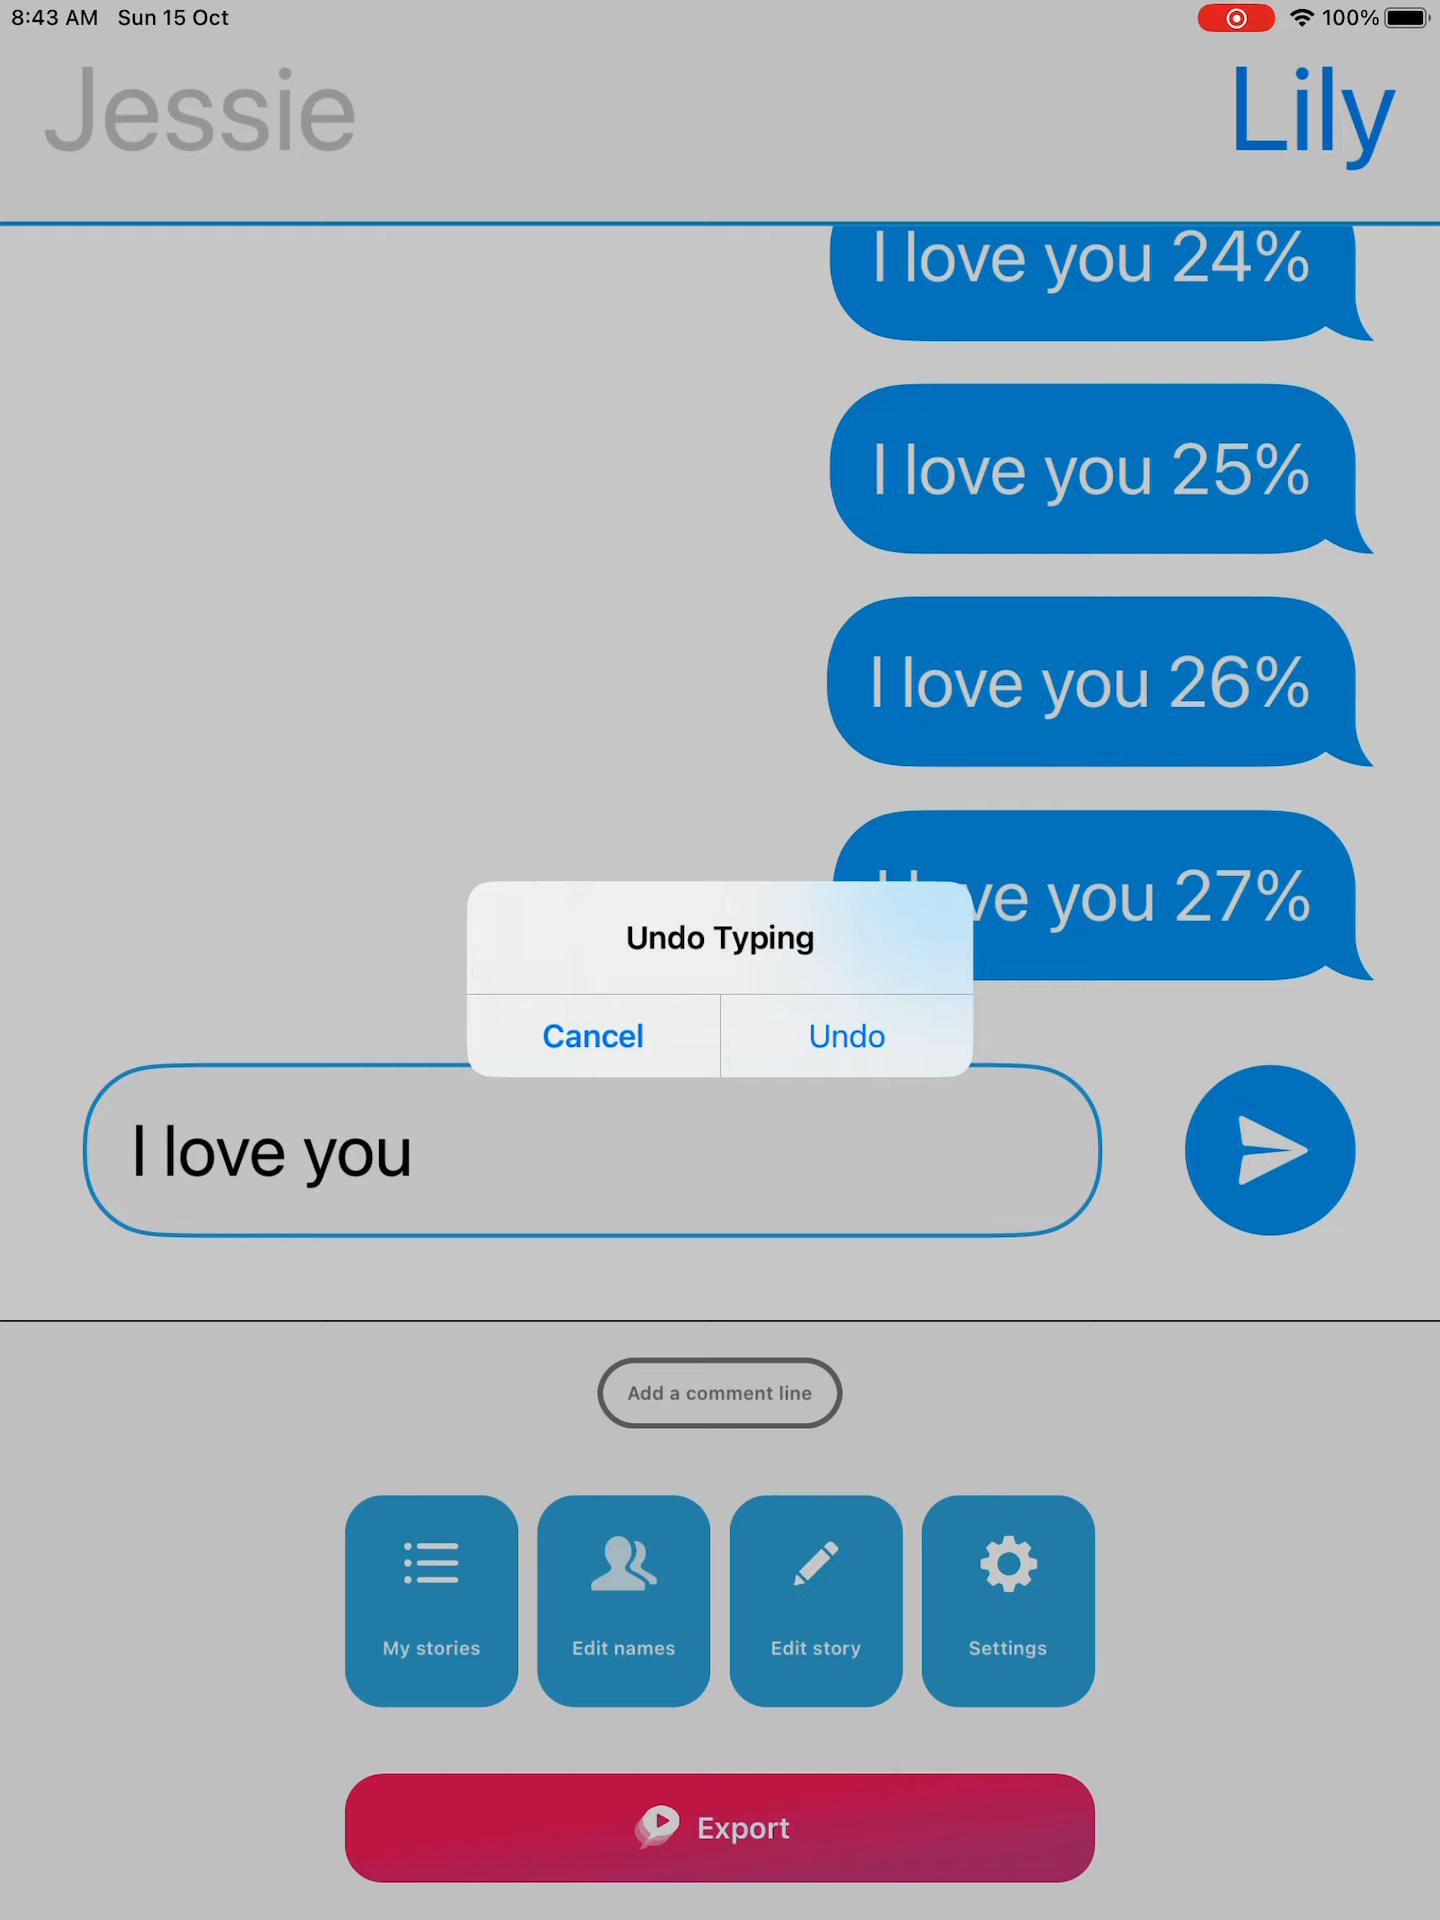 8:43 AM Sun 15 Oct 100%
Jessie Lily
I love you 24%
I love you 25%
I love you 26%
ve you 27%
Undo Typing
Cancel Undo
I love you
Add a comment line
My stories Edit names Edit story Settings
Export